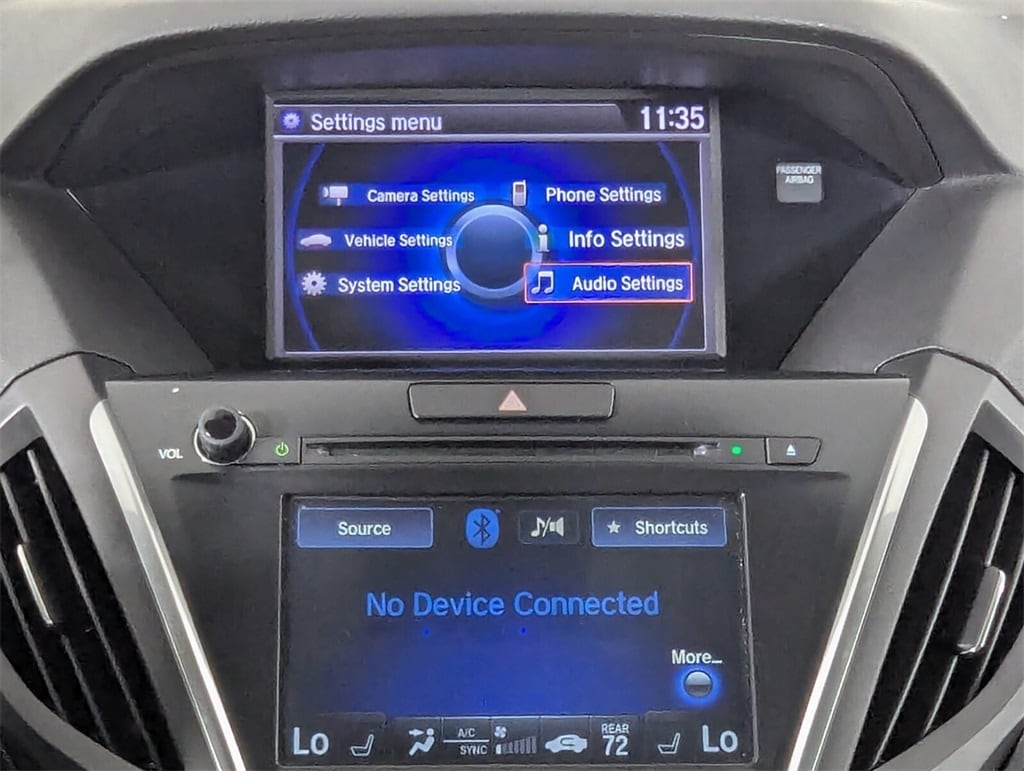 Settings menu
11:35
Camera Settings
Phone Settings
Vehicle Settings
Info Settings
System Settings
Audio Settings
PASSENGER
AIRBAG
VOL
Source
Shortcuts
No Device Connected
More...
Lo
A/C
SYNC
REAR
72
Lo